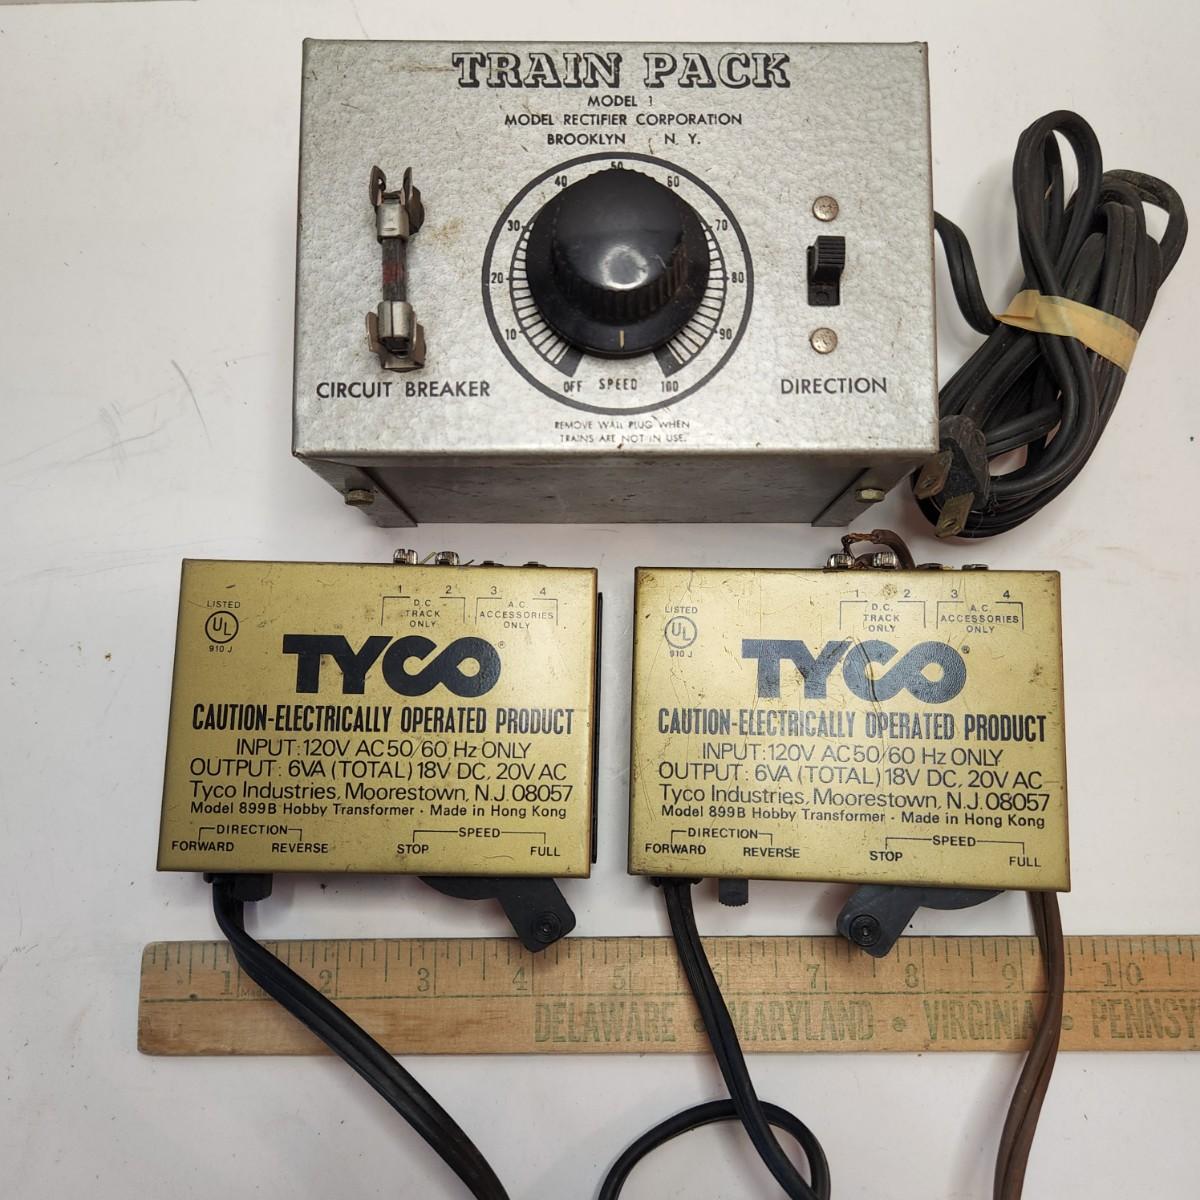 TRAIN PACK
MODEL 1
MODEL RECTIFIER CORPORATION
BROOKLYN N. Y.
50
40 60
30 70
20 80
10 90
OFF SPEED 100
CIRCUIT BREAKER
DIRECTION
REMOVE WALL PLUG WHEN
TRAINS ARE NOT IN USE.
1 2 3 4
D.C. A.C.
TRACK ACCESSORIES
ONLY ONLY
LISTED
UL
910 J
TYCO®
CAUTION-ELECTRICALLY OPERATED PRODUCT
INPUT: 120V AC 50/60 Hz ONLY
OUTPUT: 6VA (TOTAL) 18V DC, 20V AC
Tyco Industries, Moorestown, N.J. 08057
Model 899B Hobby Transformer · Made in Hong Kong
DIRECTION SPEED
FORWARD REVERSE STOP FULL
1 2 3 4
D.C. A.C.
TRACK ACCESSORIES
ONLY ONLY
LISTED
UL
910 J
TYCO®
CAUTION-ELECTRICALLY OPERATED PRODUCT
INPUT: 120V AC 50/60 Hz ONLY
OUTPUT: 6VA (TOTAL) 18V DC, 20V AC
Tyco Industries, Moorestown, N.J. 08057
Model 899B Hobby Transformer · Made in Hong Kong
DIRECTION SPEED
FORWARD REVERSE STOP FULL
1 2 3 4 5 6 7 8 9 10
DELAWARE • MARYLAND • VIRGINIA • PENNSY